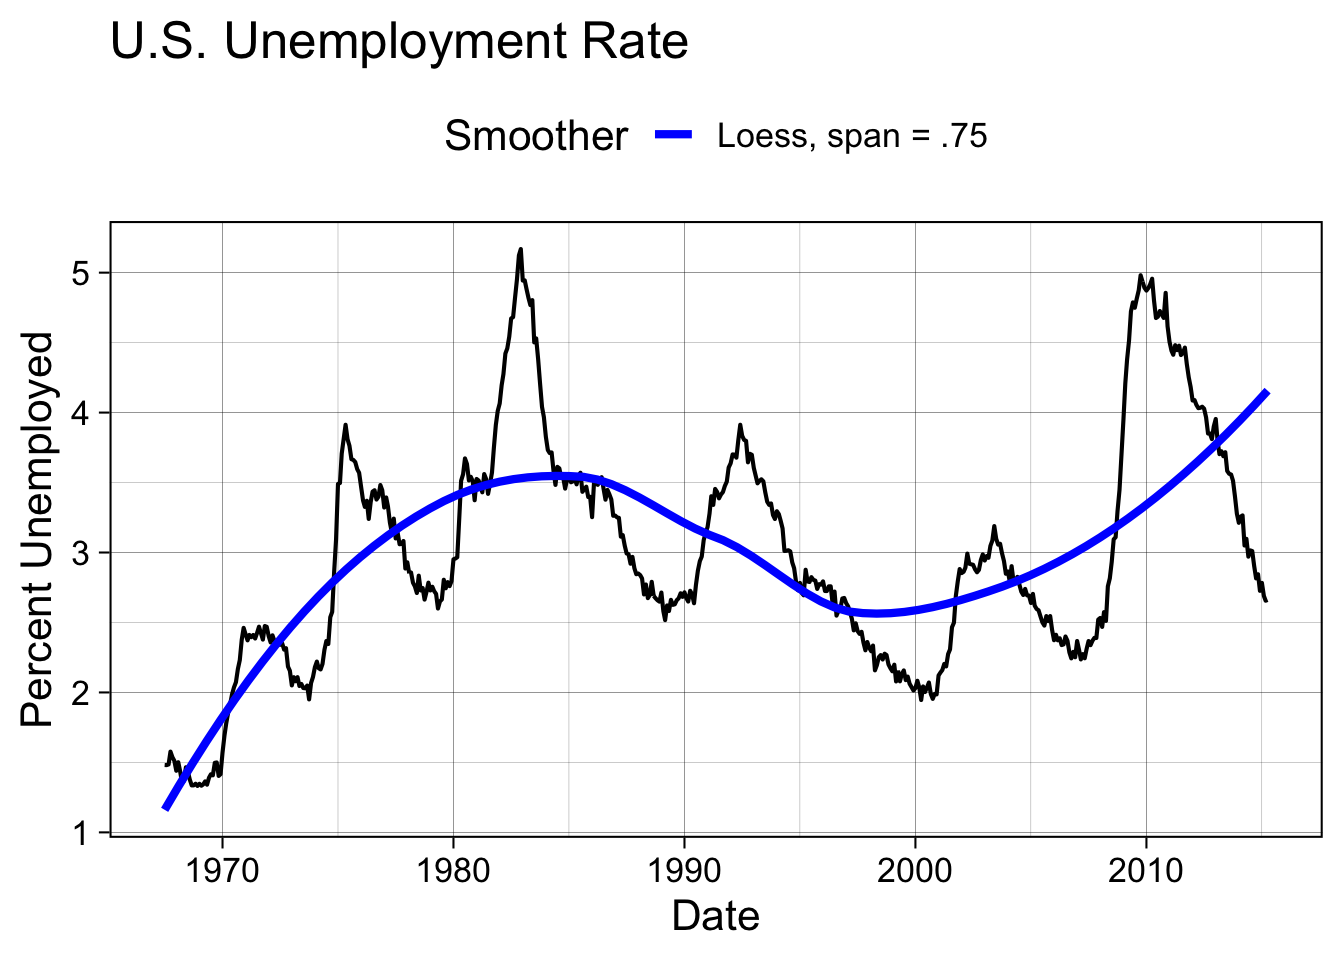 U.S. Unemployment Rate
Smoother Loess, span = .75
Percent Unemployed
5
4
3
2
1
1970 1980 1990 2000 2010
Date